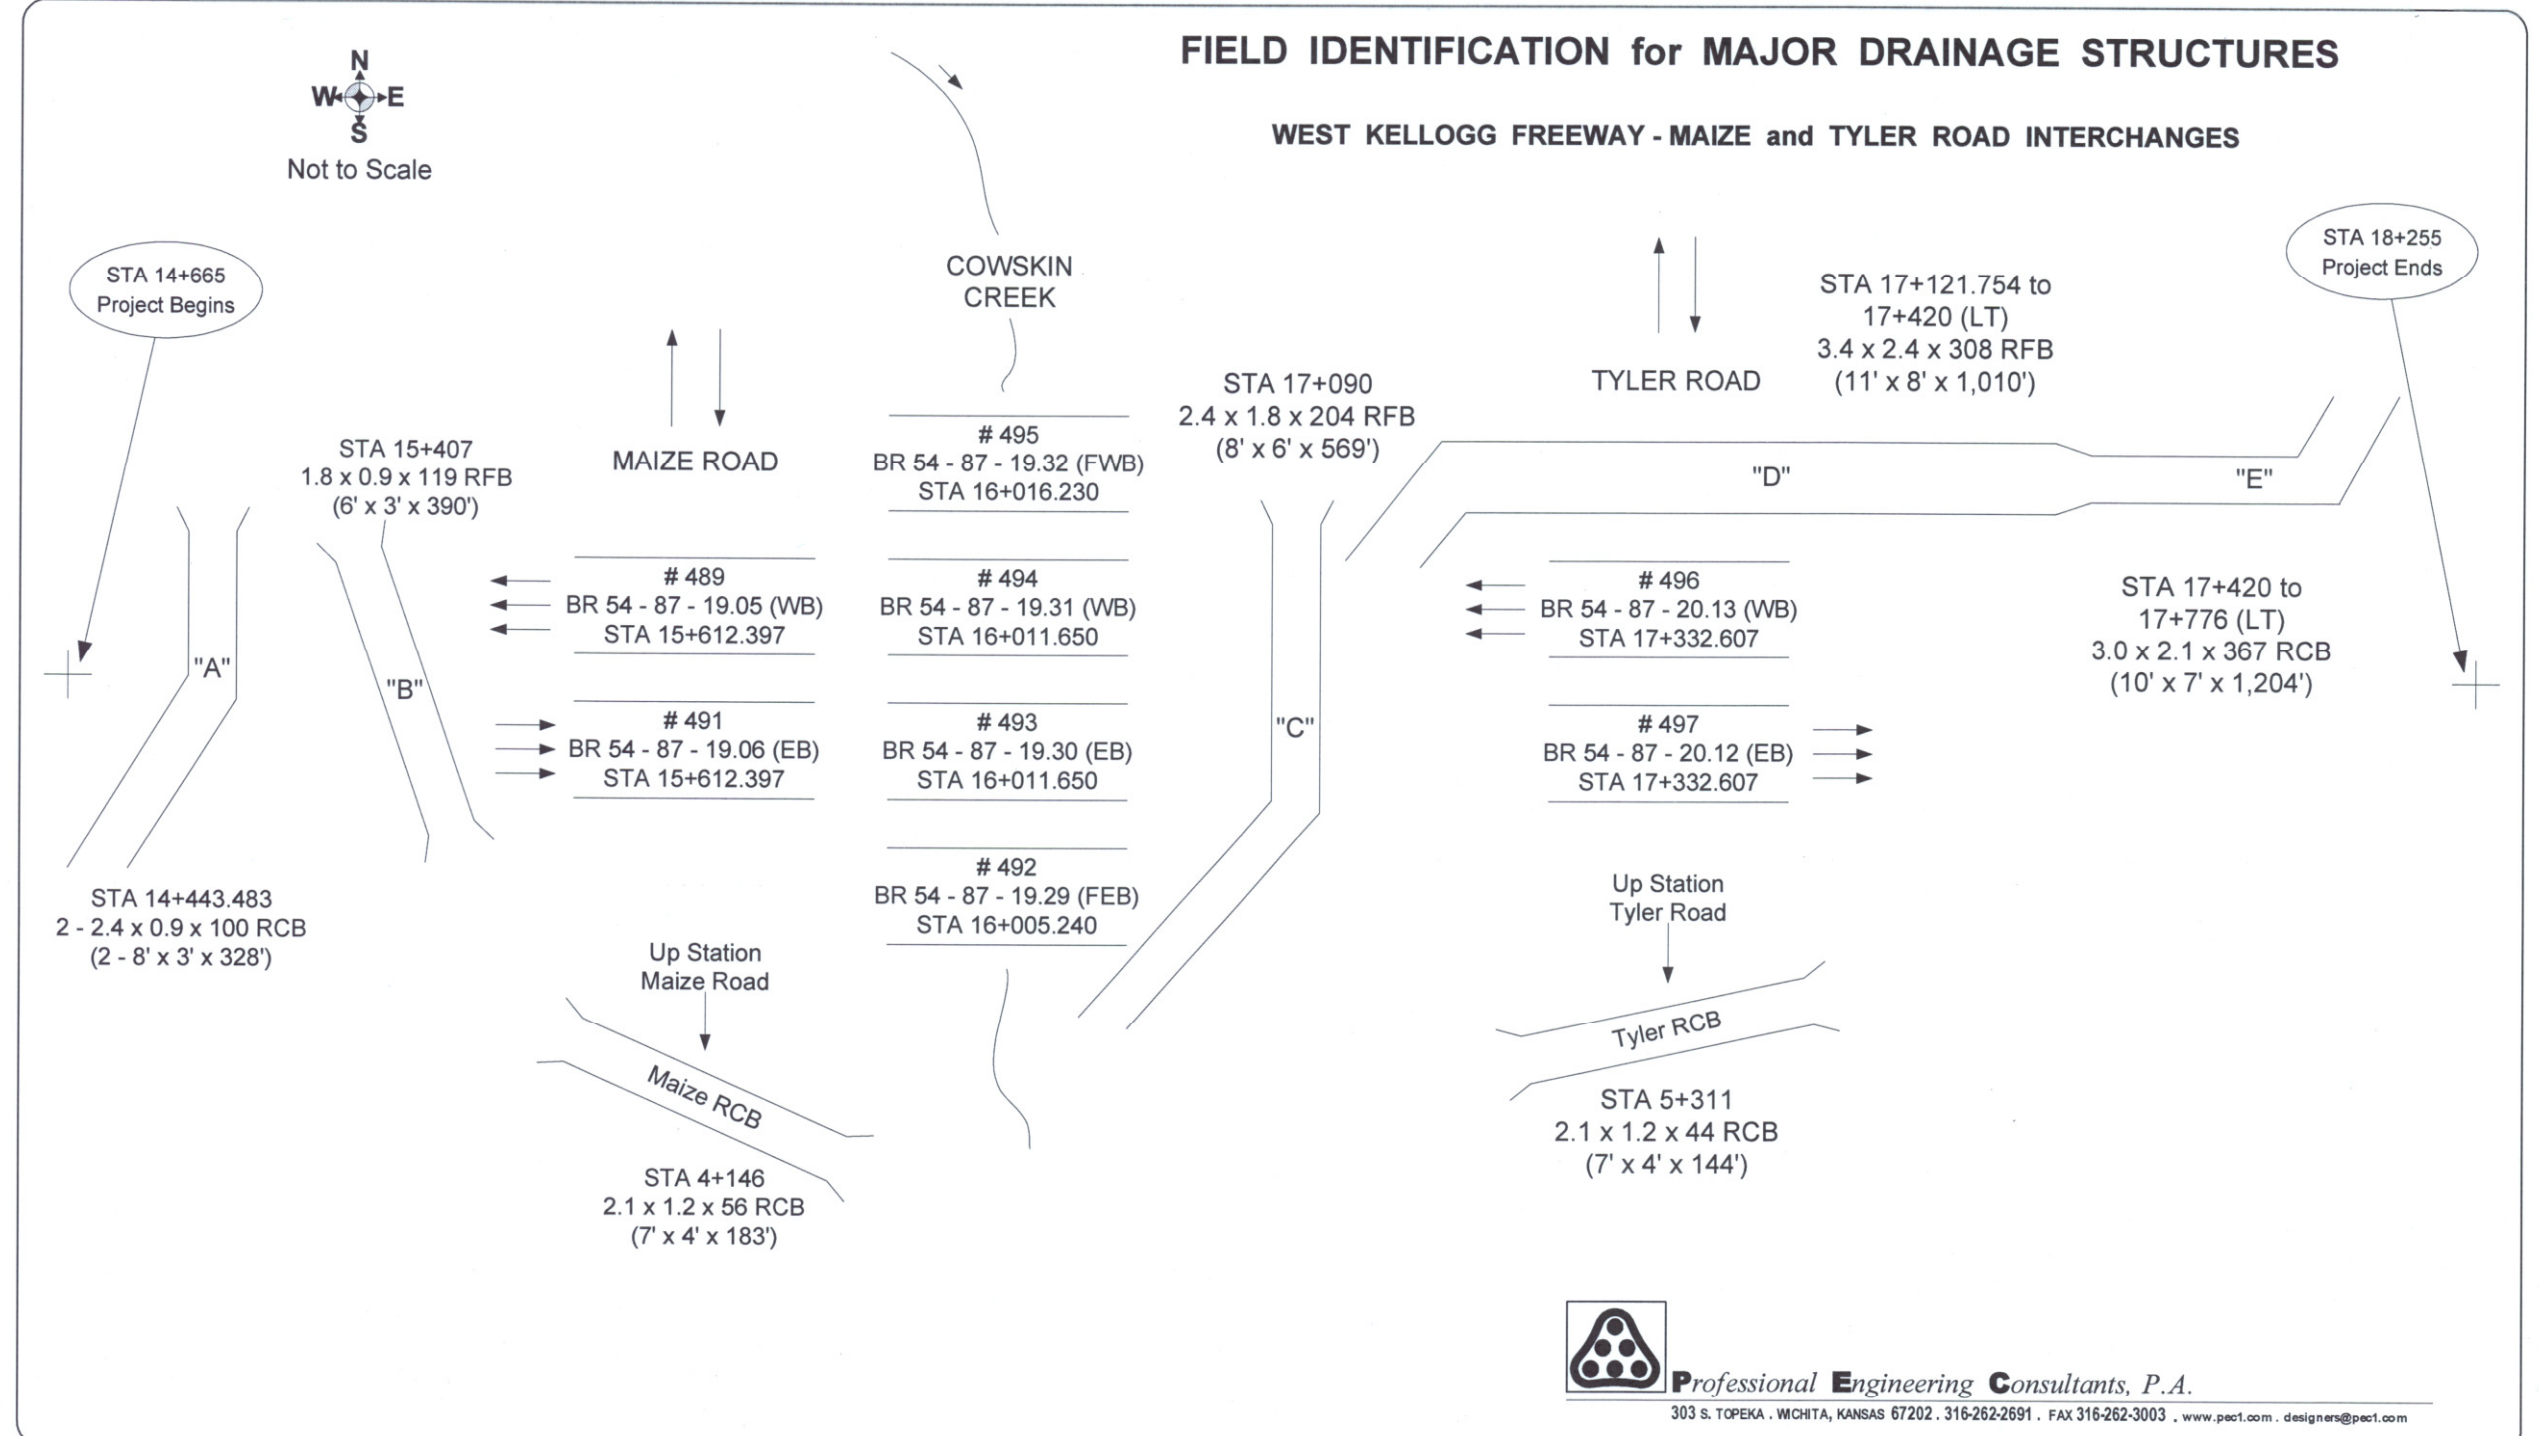 FIELD IDENTIFICATION for MAJOR DRAINAGE STRUCTURES
WEST KELLOGG FREEWAY - MAIZE and TYLER ROAD INTERCHANGES
N
W E
S
Not to Scale
STA 14+665
Project Begins
STA 15+407
1.8 x 0.9 x 119 RFB
(6' x 3' x 390')
MAIZE ROAD
COWSKIN
CREEK
# 495
BR 54 - 87 - 19.32 (FWB)
STA 16+016.230
STA 17+090
2.4 x 1.8 x 204 RFB
(8' x 6' x 569')
TYLER ROAD
STA 17+121.754 to
17+420 (LT)
3.4 x 2.4 x 308 RFB
(11' x 8' x 1,010')
STA 18+255
Project Ends
"D"
"E"
"A"
"B"
# 489
BR 54 - 87 - 19.05 (WB)
STA 15+612.397
# 494
BR 54 - 87 - 19.31 (WB)
STA 16+011.650
# 496
BR 54 - 87 - 20.13 (WB)
STA 17+332.607
STA 17+420 to
17+776 (LT)
3.0 x 2.1 x 367 RCB
(10' x 7' x 1,204')
# 491
BR 54 - 87 - 19.06 (EB)
STA 15+612.397
# 493
BR 54 - 87 - 19.30 (EB)
STA 16+011.650
"C"
# 497
BR 54 - 87 - 20.12 (EB)
STA 17+332.607
STA 14+443.483
2 - 2.4 x 0.9 x 100 RCB
(2 - 8' x 3' x 328')
# 492
BR 54 - 87 - 19.29 (FEB)
STA 16+005.240
Up Station
Maize Road
Maize RCB
STA 4+146
2.1 x 1.2 x 56 RCB
(7' x 4' x 183')
Up Station
Tyler Road
Tyler RCB
STA 5+311
2.1 x 1.2 x 44 RCB
(7' x 4' x 144')
Professional Engineering Consultants, P.A.
303 S. TOPEKA . WICHITA, KANSAS 67202 . 316-262-2691 . FAX 316-262-3003 . www.pec1.com . designers@pec1.com